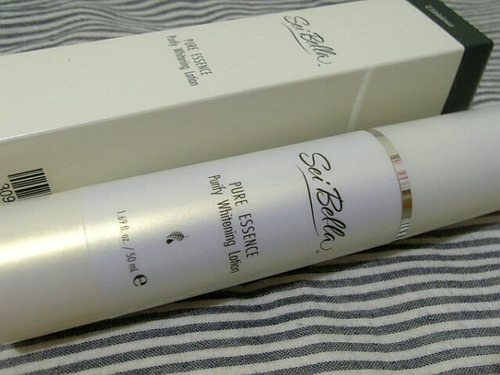 Sei Bella
PURE ESSENCE
Purity Whitening Lotion
309
Sei Bella
PURE ESSENCE
Purity Whitening Lotion
1.69 fl. oz. / 50 mL e